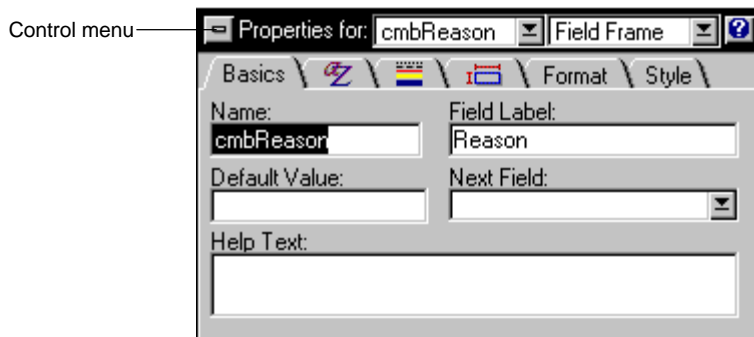 Control menu
Properties for: cmbReason Field Frame ?
Basics aZ I Format Style
Name: Field Label:
cmbReason Reason
Default Value: Next Field:
Help Text: